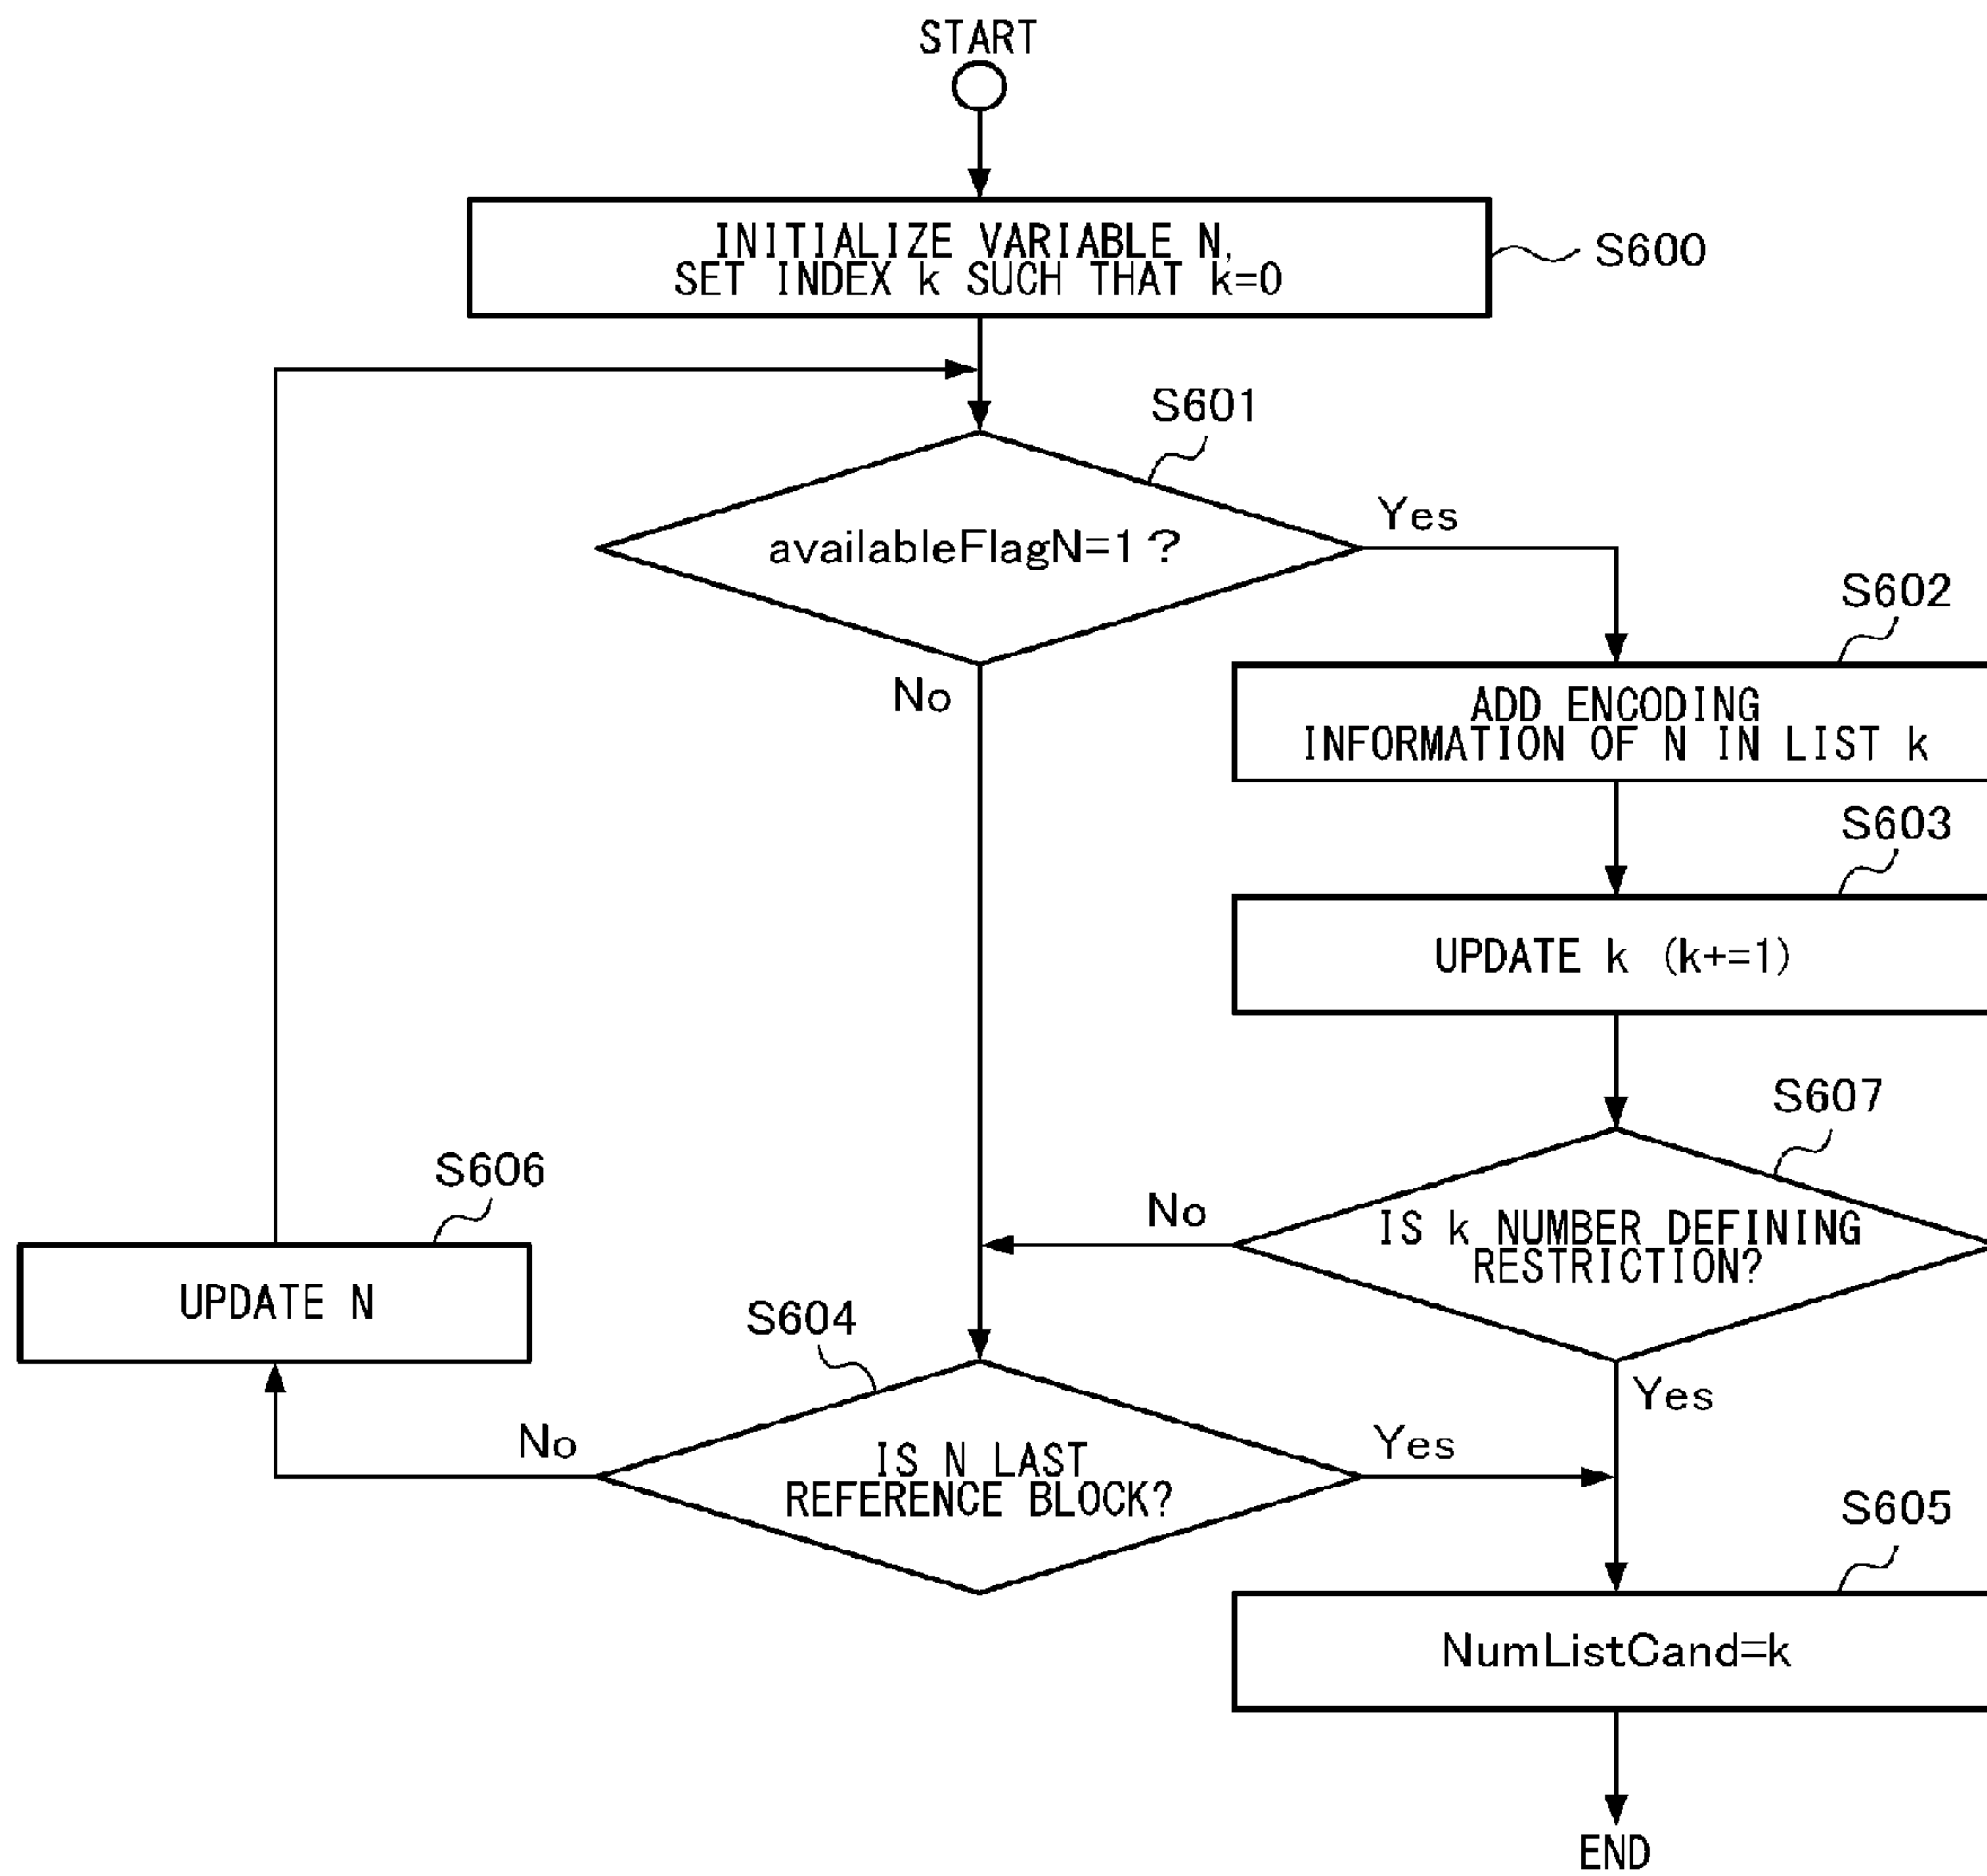 START
INITIALIZE VARIABLE N,
SET INDEX k SUCH THAT k=0
S600
S601
availableFlagN=1?
Yes
No
S602
ADD ENCODING
INFORMATION OF N IN LIST k
S603
UPDATE k (k+=1)
S607
IS k NUMBER DEFINING
RESTRICTION?
No
Yes
S606
UPDATE N
S604
IS N LAST
REFERENCE BLOCK?
No
Yes
S605
NumListCand=k
END